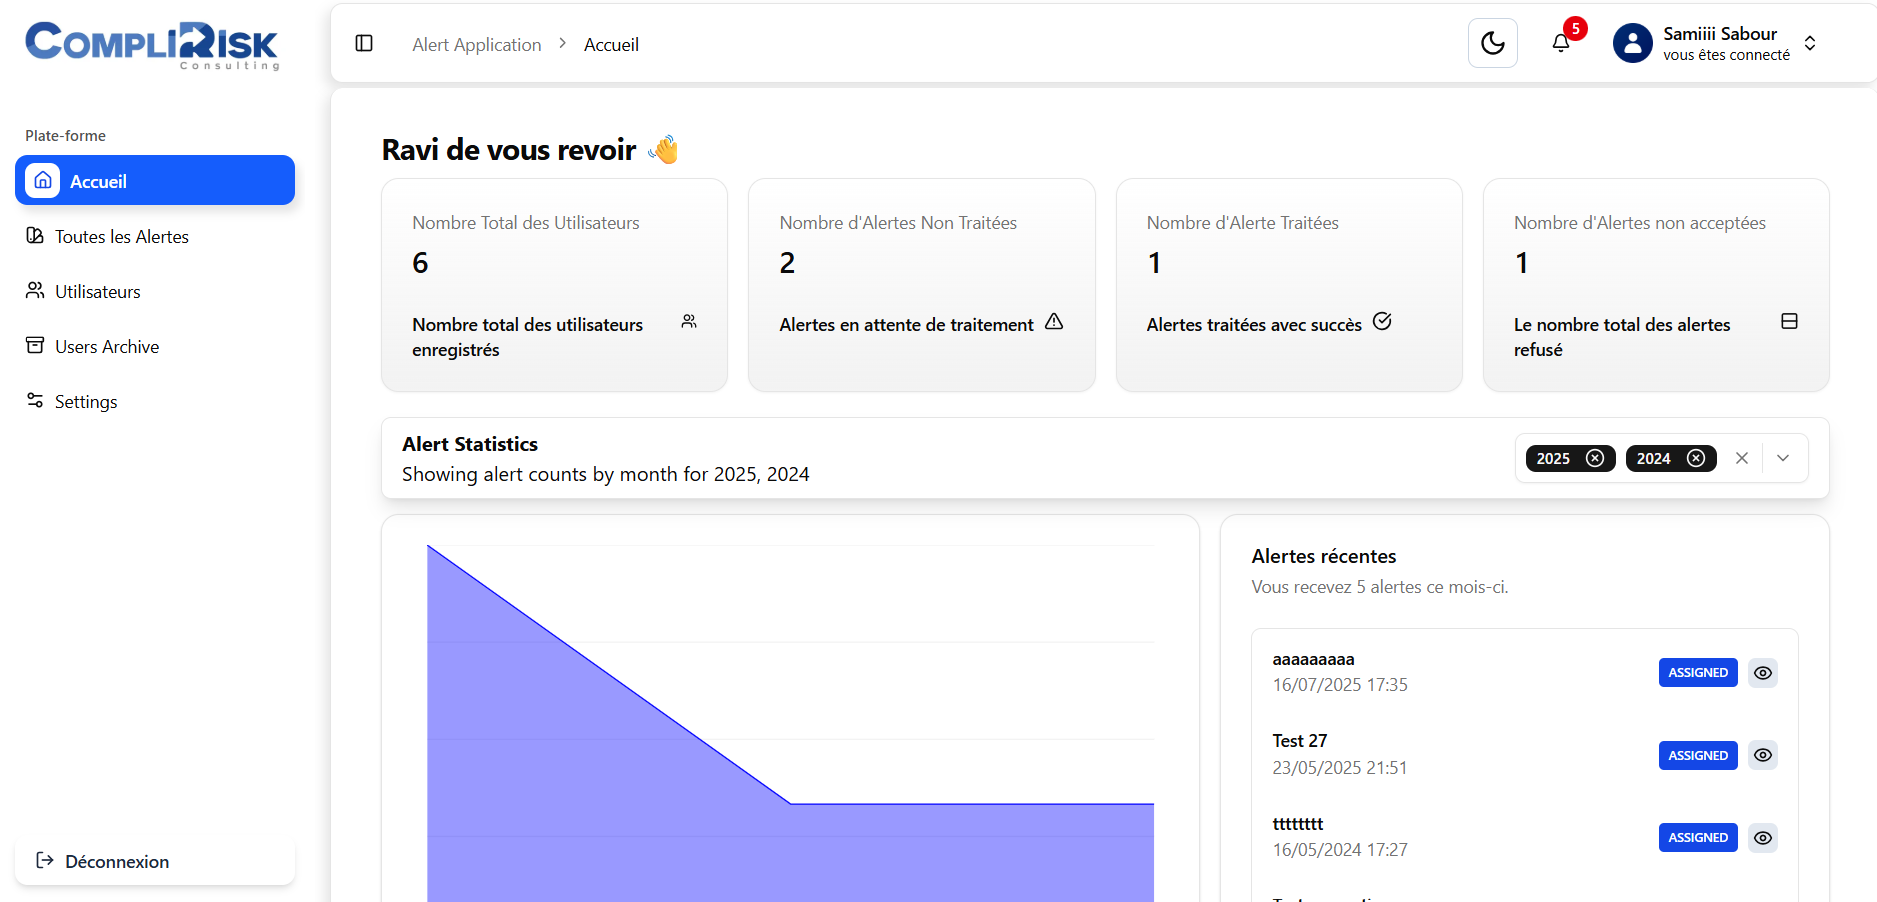 COMPLIRISK
Consulting
Alert Application > Accueil
5
Samiiii Sabour
vous êtes connecté
Plate-forme
Accueil
Toutes les Alertes
Utilisateurs
Users Archive
Settings
Déconnexion
Ravi de vous revoir 👋
Nombre Total des Utilisateurs
6
Nombre total des utilisateurs
enregistrés
Nombre d'Alertes Non Traitées
2
Alertes en attente de traitement
Nombre d'Alerte Traitées
1
Alertes traitées avec succès
Nombre d'Alertes non acceptées
1
Le nombre total des alertes
refusé
Alert Statistics
Showing alert counts by month for 2025, 2024
2025
2024
Alertes récentes
Vous recevez 5 alertes ce mois-ci.
aaaaaaaaa
16/07/2025 17:35
ASSIGNED
Test 27
23/05/2025 21:51
ASSIGNED
tttttttt
16/05/2024 17:27
ASSIGNED